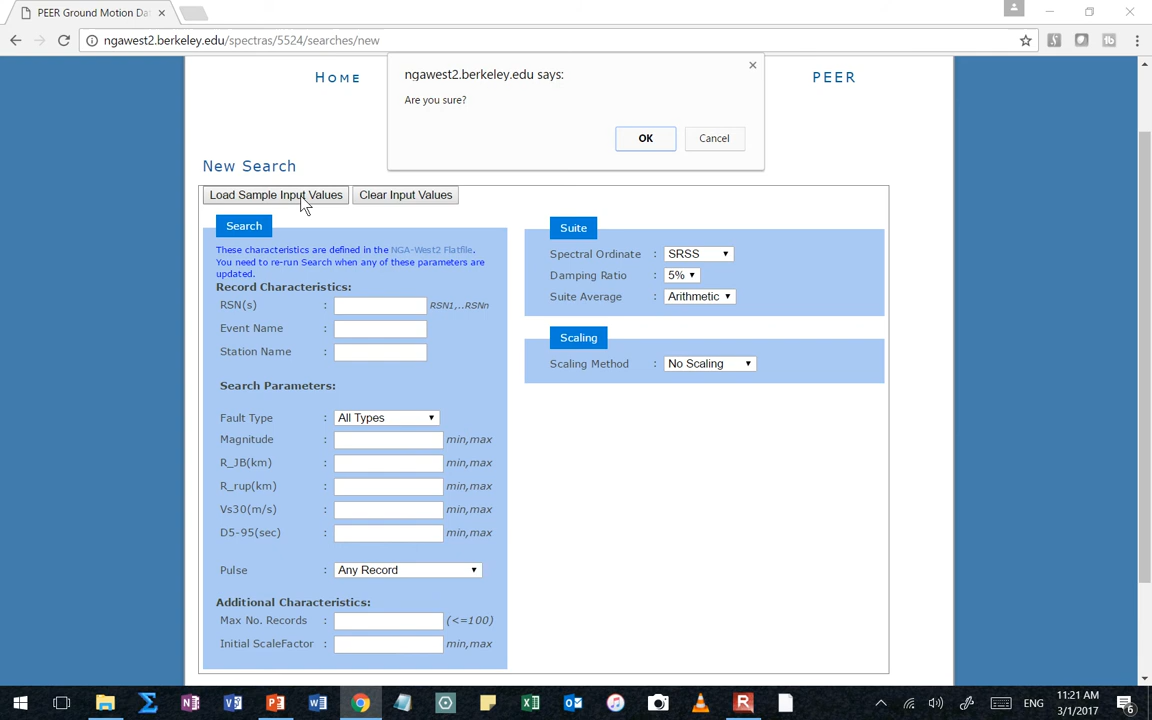 PEER Ground Motion Dat
ngawest2.berkeley.edu/spectras/5524/searches/new
ngawest2.berkeley.edu says:
Are you sure?
OK
Cancel
HOME
PEER
New Search
Load Sample Input Values
Clear Input Values
Search
These characteristics are defined in the NGA-West2 Flatfile.
You need to re-run Search when any of these parameters are
updated.
Record Characteristics:
RSN(s) : RSN1,..RSNn
Event Name :
Station Name :
Search Parameters:
Fault Type : All Types
Magnitude : min,max
R_JB(km) : min,max
R_rup(km) : min,max
Vs30(m/s) : min,max
D5-95(sec) : min,max
Pulse : Any Record
Additional Characteristics:
Max No. Records : (<=100)
Initial ScaleFactor : min,max
Suite
Spectral Ordinate : SRSS
Damping Ratio : 5%
Suite Average : Arithmetic
Scaling
Scaling Method : No Scaling
ENG
11:21 AM
3/1/2017
6